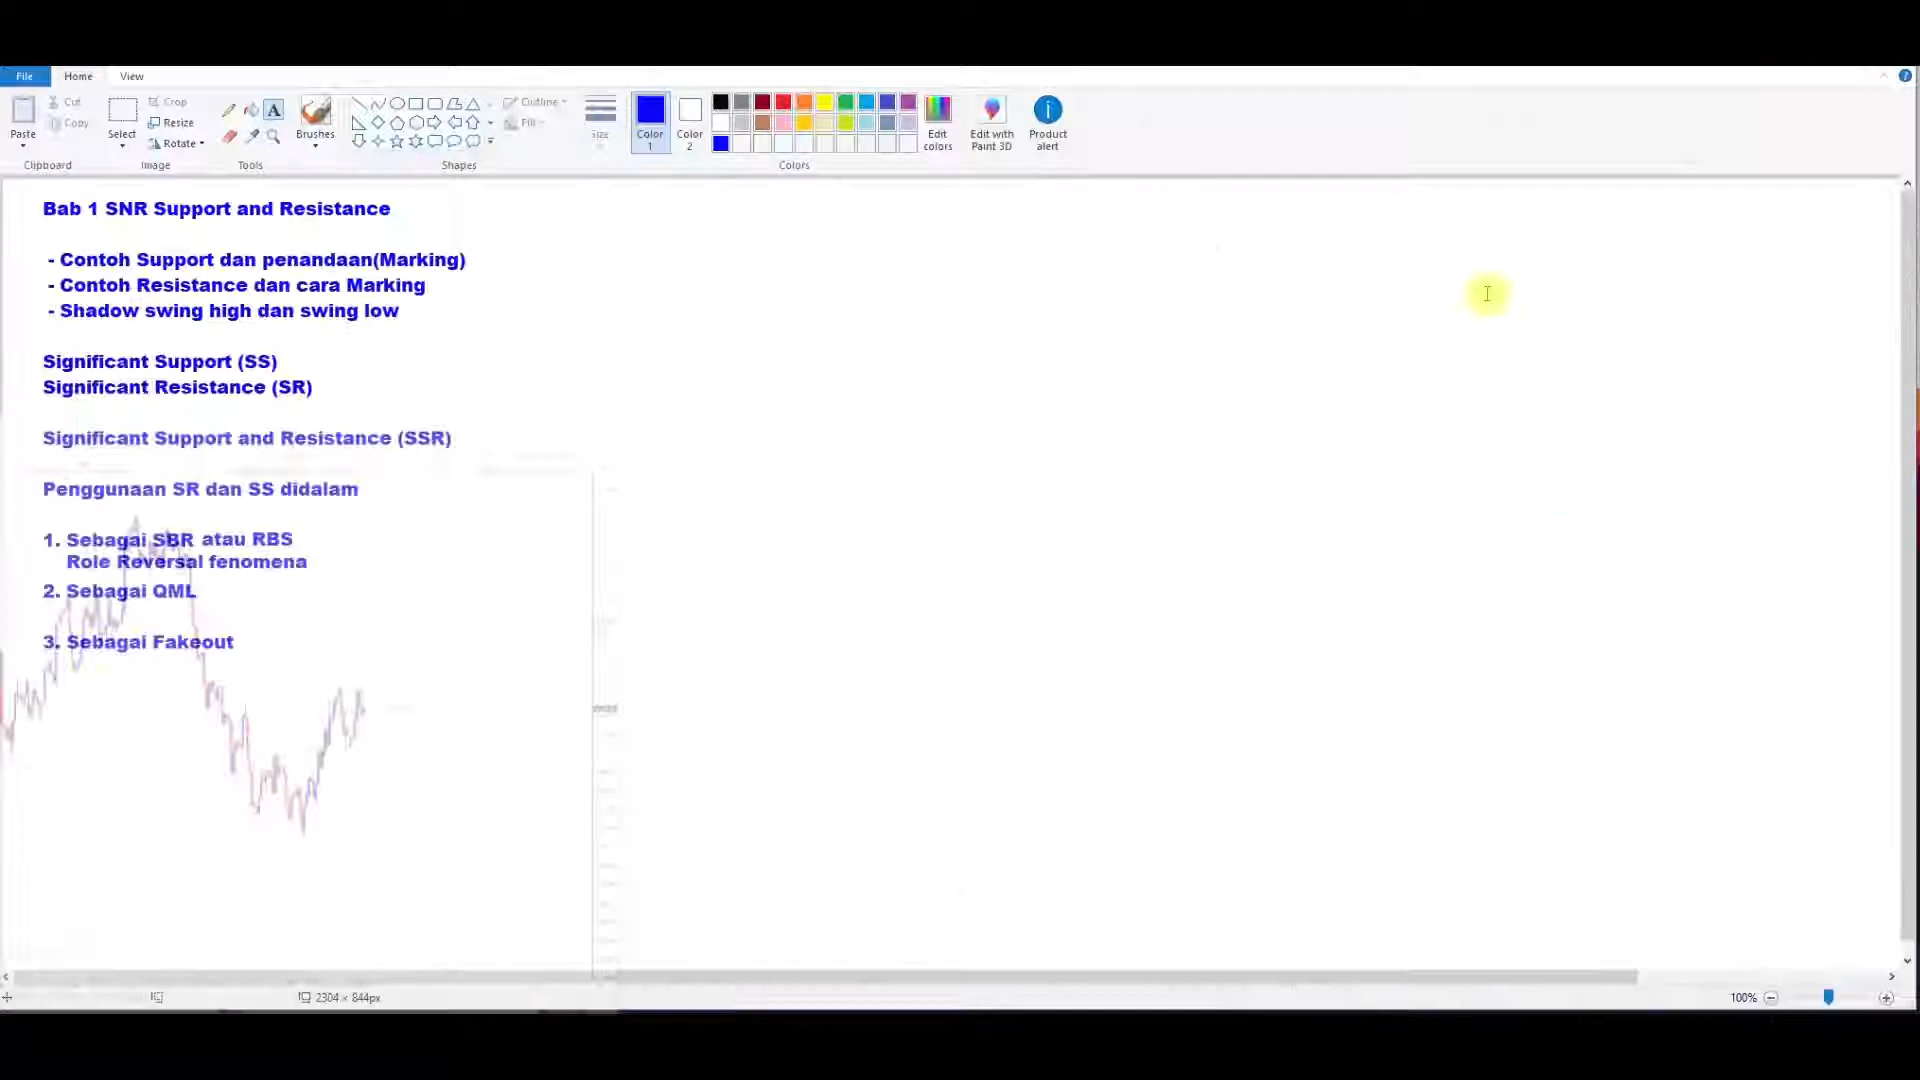 File Home View
Cut
Copy
Paste
Clipboard
Crop
Resize
Rotate
Select
Image
Tools
Brushes
Outline
Fill
Shapes
Size
Color 1
Color 2
Edit colors
Colors
Edit with Paint 3D
Product alert
Bab 1 SNR Support and Resistance
- Contoh Support dan penandaan(Marking)
- Contoh Resistance dan cara Marking
- Shadow swing high dan swing low
Significant Support (SS)
Significant Resistance (SR)
Significant Support and Resistance (SSR)
Penggunaan SR dan SS didalam
1. Sebagai SBR atau RBS
Role Reversal fenomena
2. Sebagai QML
3. Sebagai Fakeout
2304 × 844px
100%